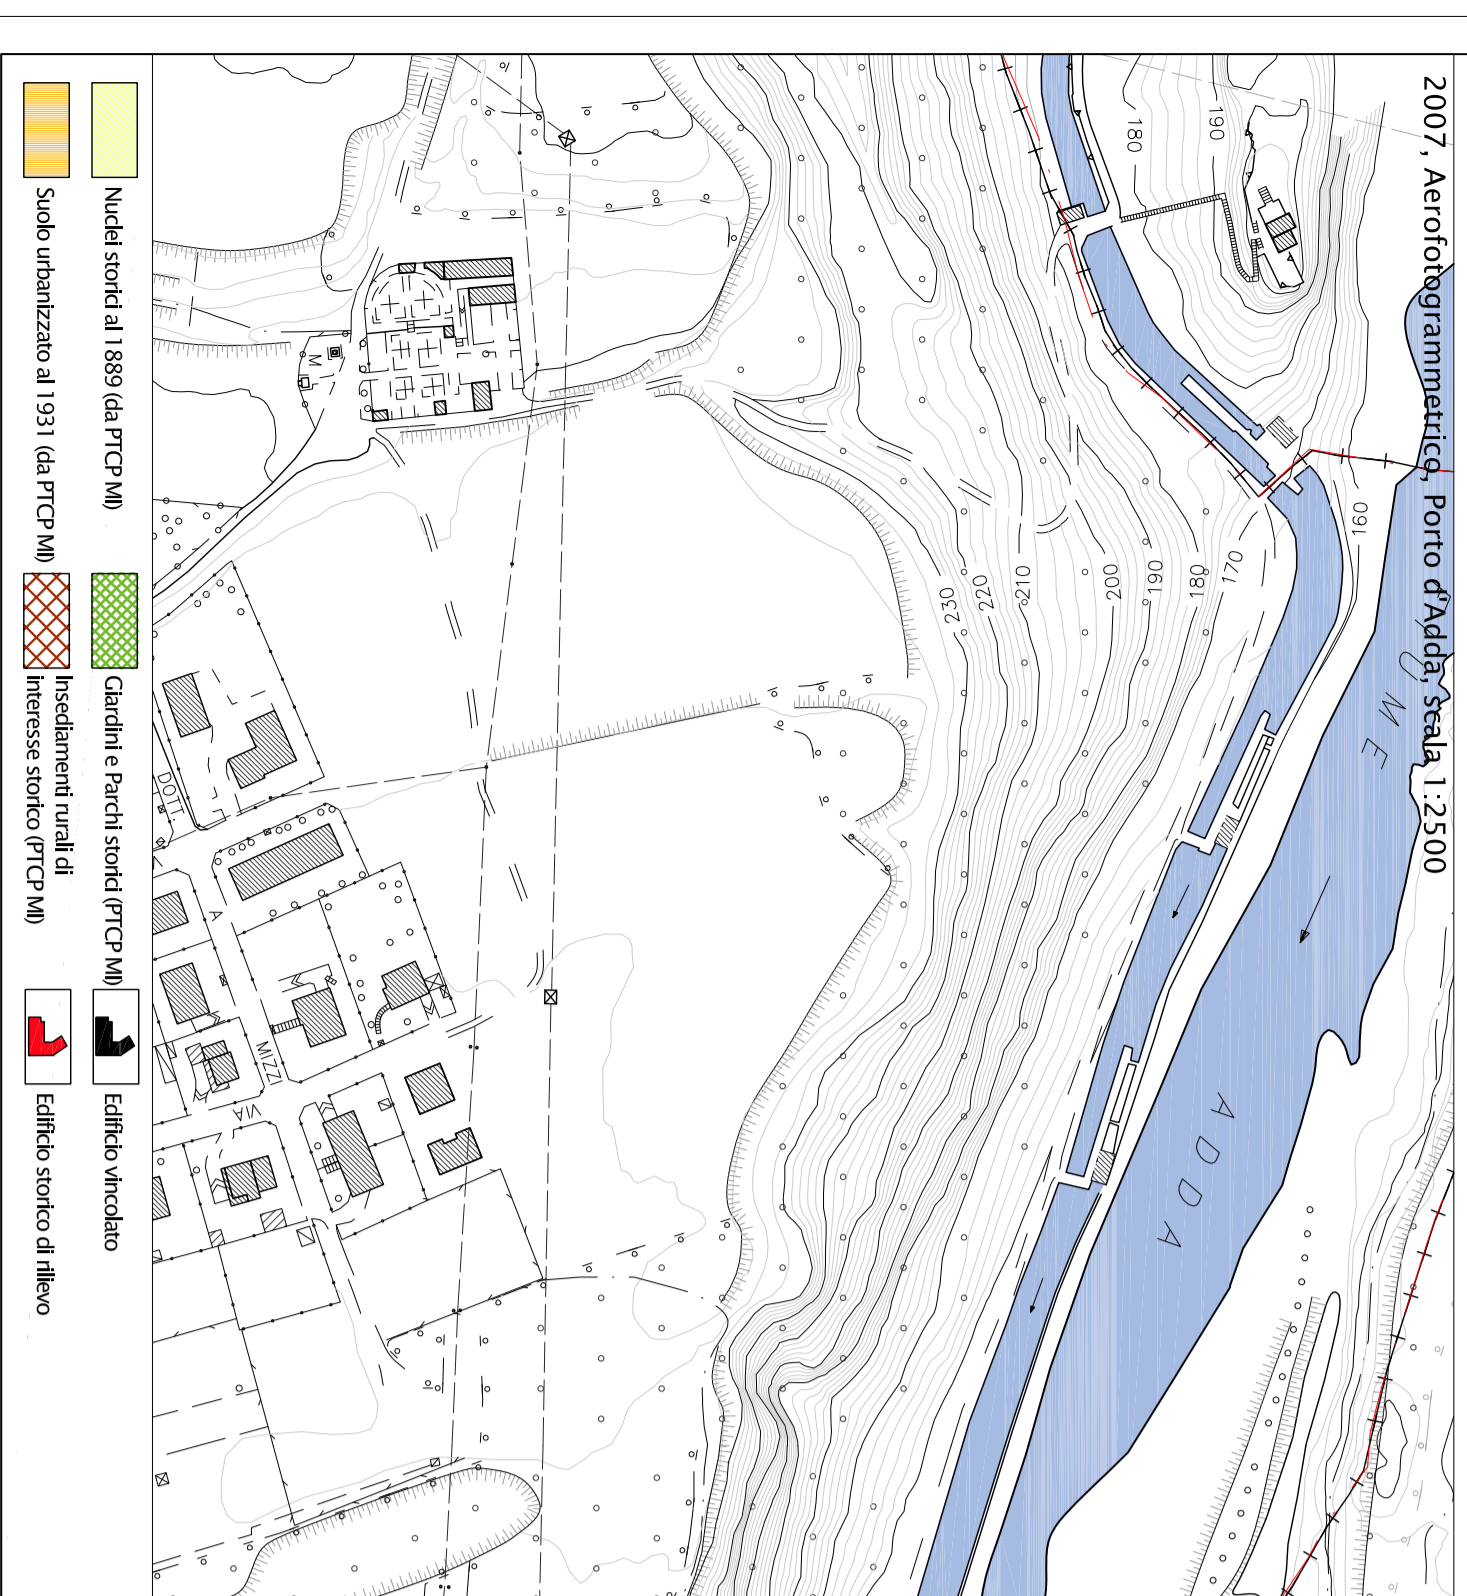 2007, Aerofotogrammetrico, Porto d'Adda, scala 1:2500
180
190
160
170
180
190
200
210
220
230
U M E
A D D A
M
DOTT.
A
MIZZI
VIA
Nuclei storici al 1889 (da PTCP MI)
Giardini e Parchi storici (PTCP MI)
Edificio vincolato
Suolo urbanizzato al 1931 (da PTCP MI)
Insediamenti rurali di
interesse storico (PTCP MI)
Edificio storico di rilievo